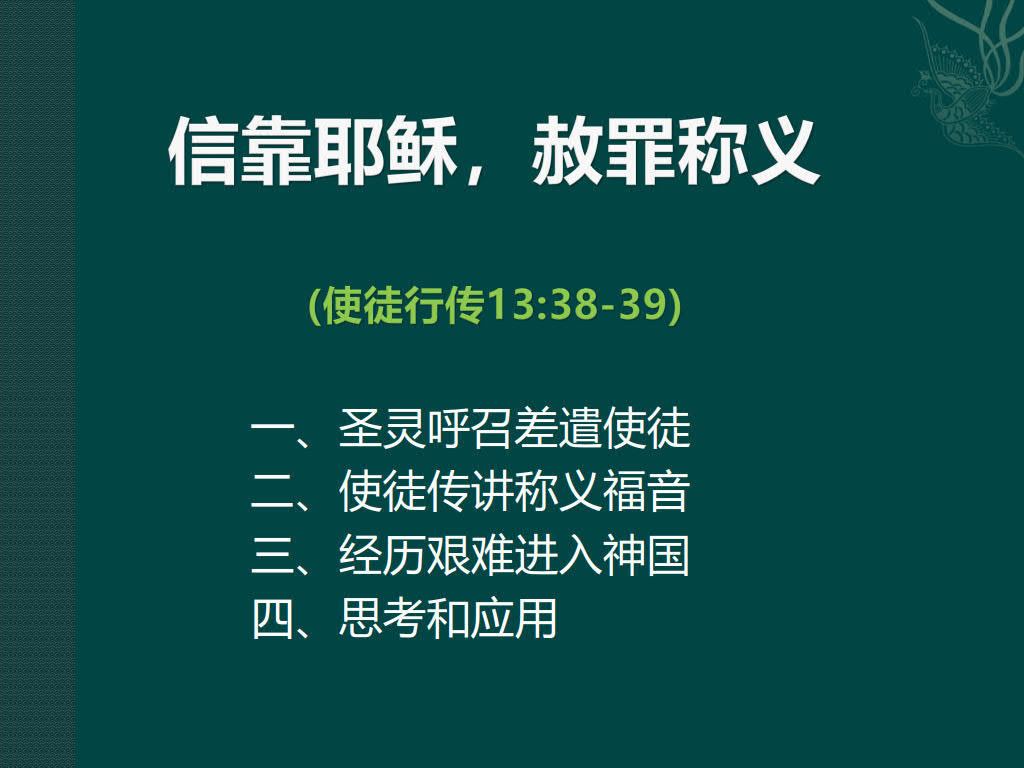 信靠耶稣，赦罪称义
(使徒行传13:38-39)
一、圣灵呼召差遣使徒
二、使徒传讲称义福音
三、经历艰难进入神国
四、思考和应用